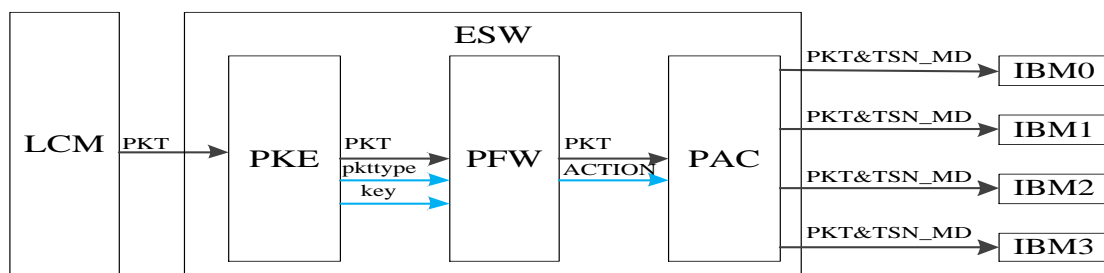 ESW
LCM
PKT
PKE
PKT
pkttype
key
PFW
PKT
ACTION
PAC
PKT&TSN_MD
IBM0
PKT&TSN_MD
IBM1
PKT&TSN_MD
IBM2
PKT&TSN_MD
IBM3